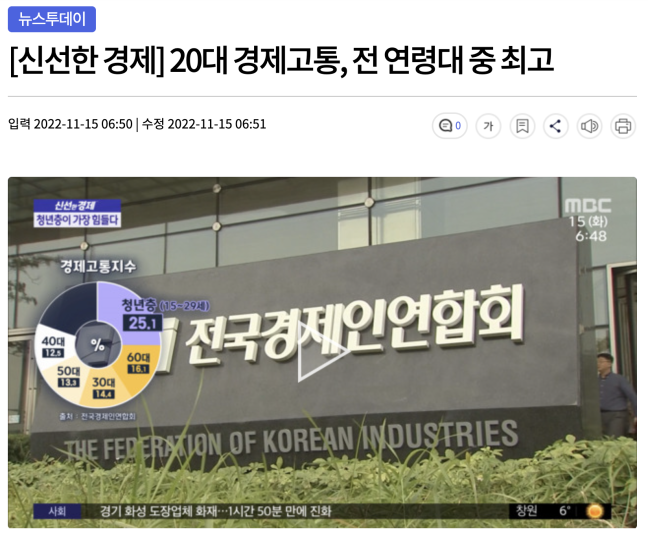 뉴스투데이
[신선한 경제] 20대 경제고통, 전 연령대 중 최고
입력 2022-11-15 06:50 | 수정 2022-11-15 06:51
0
가
신선한경제
청년층이 가장 힘들다
MBC
15 (화)
6:48
경제고통지수
청년층 (15~29세)
25.1
60대
16.1
30대
14.4
50대
13.3
40대
12.5
%
출처 : 전국경제인연합회
전국경제인연합회
THE FEDERATION OF KOREAN INDUSTRIES
사회
경기 화성 도장업체 화재…1시간 50분 만에 진화
창원 6°